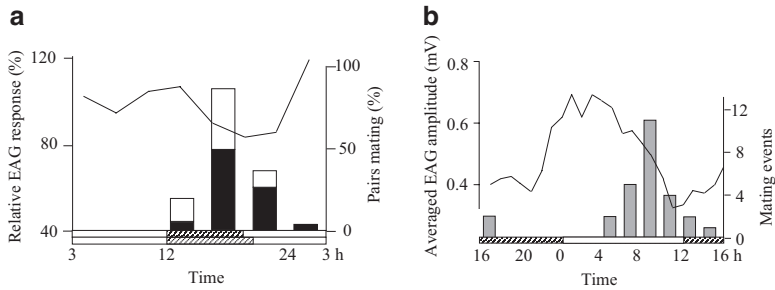 a
Relative EAG response (%)
120
80
40
100
50
0
Pairs mating (%)
3
12
24
3 h
Time
b
Averaged EAG amplitude (mV)
0.8
0.6
0.4
12
8
4
0
Mating events
16
20
0
4
8
12
16 h
Time